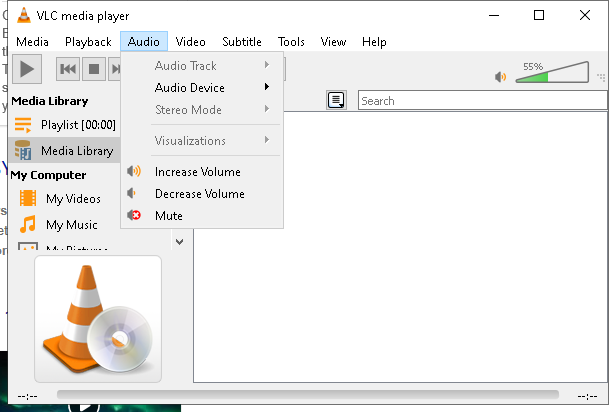 VLC media player
Media Playback Audio Video Subtitle Tools View Help
55%
Audio Track
Audio Device
Stereo Mode
Visualizations
Increase Volume
Decrease Volume
Mute
Media Library
Playlist [00:00]
Media Library
My Computer
My Videos
My Music
Search
--:--
--:--